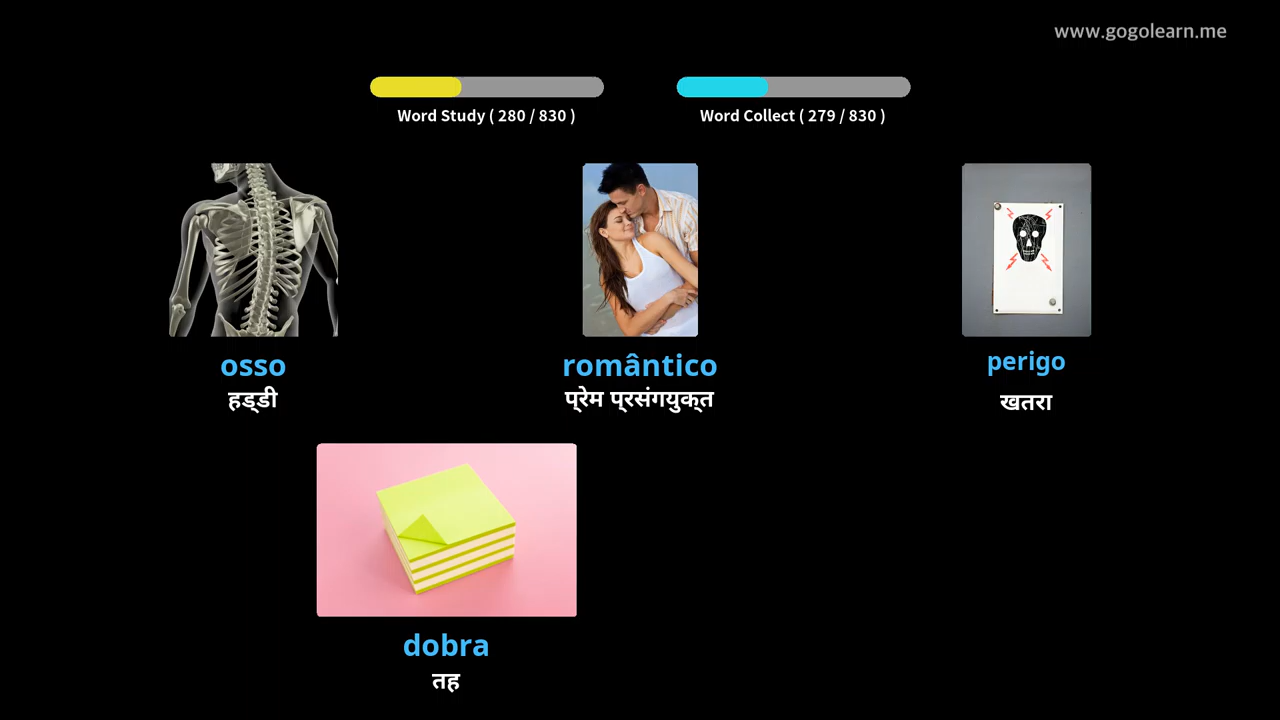 www.gogolearn.me
Word Study ( 280 / 830 )
Word Collect ( 279 / 830 )
osso
हड्डी
romântico
प्रेम प्रसंगयुक्त
perigo
खतरा
dobra
तह